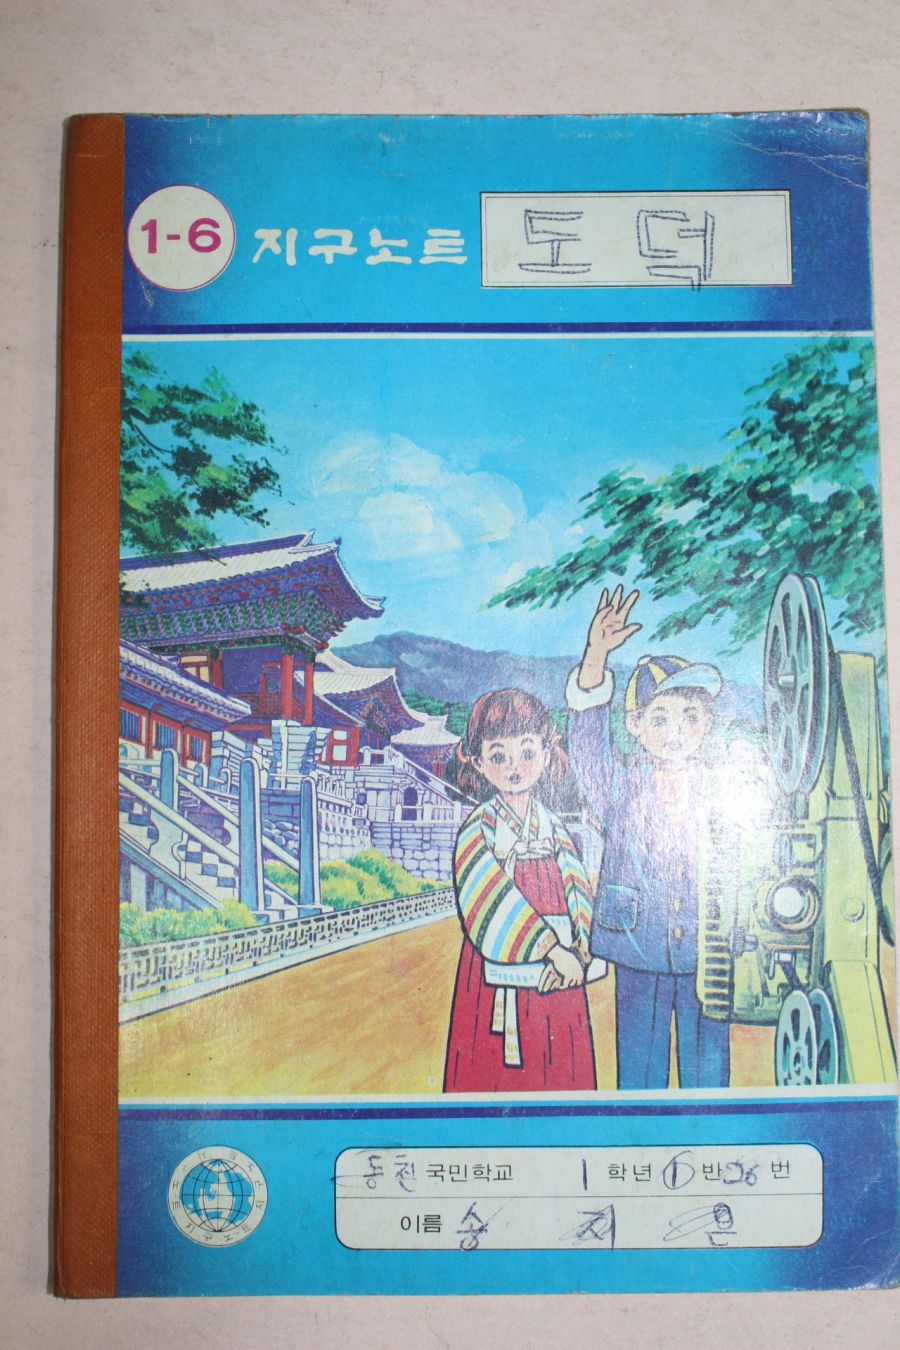 1-6 지구노트 도덕
동천 국민학교 1 학년 ① 반 26 번
이름 송 지 은